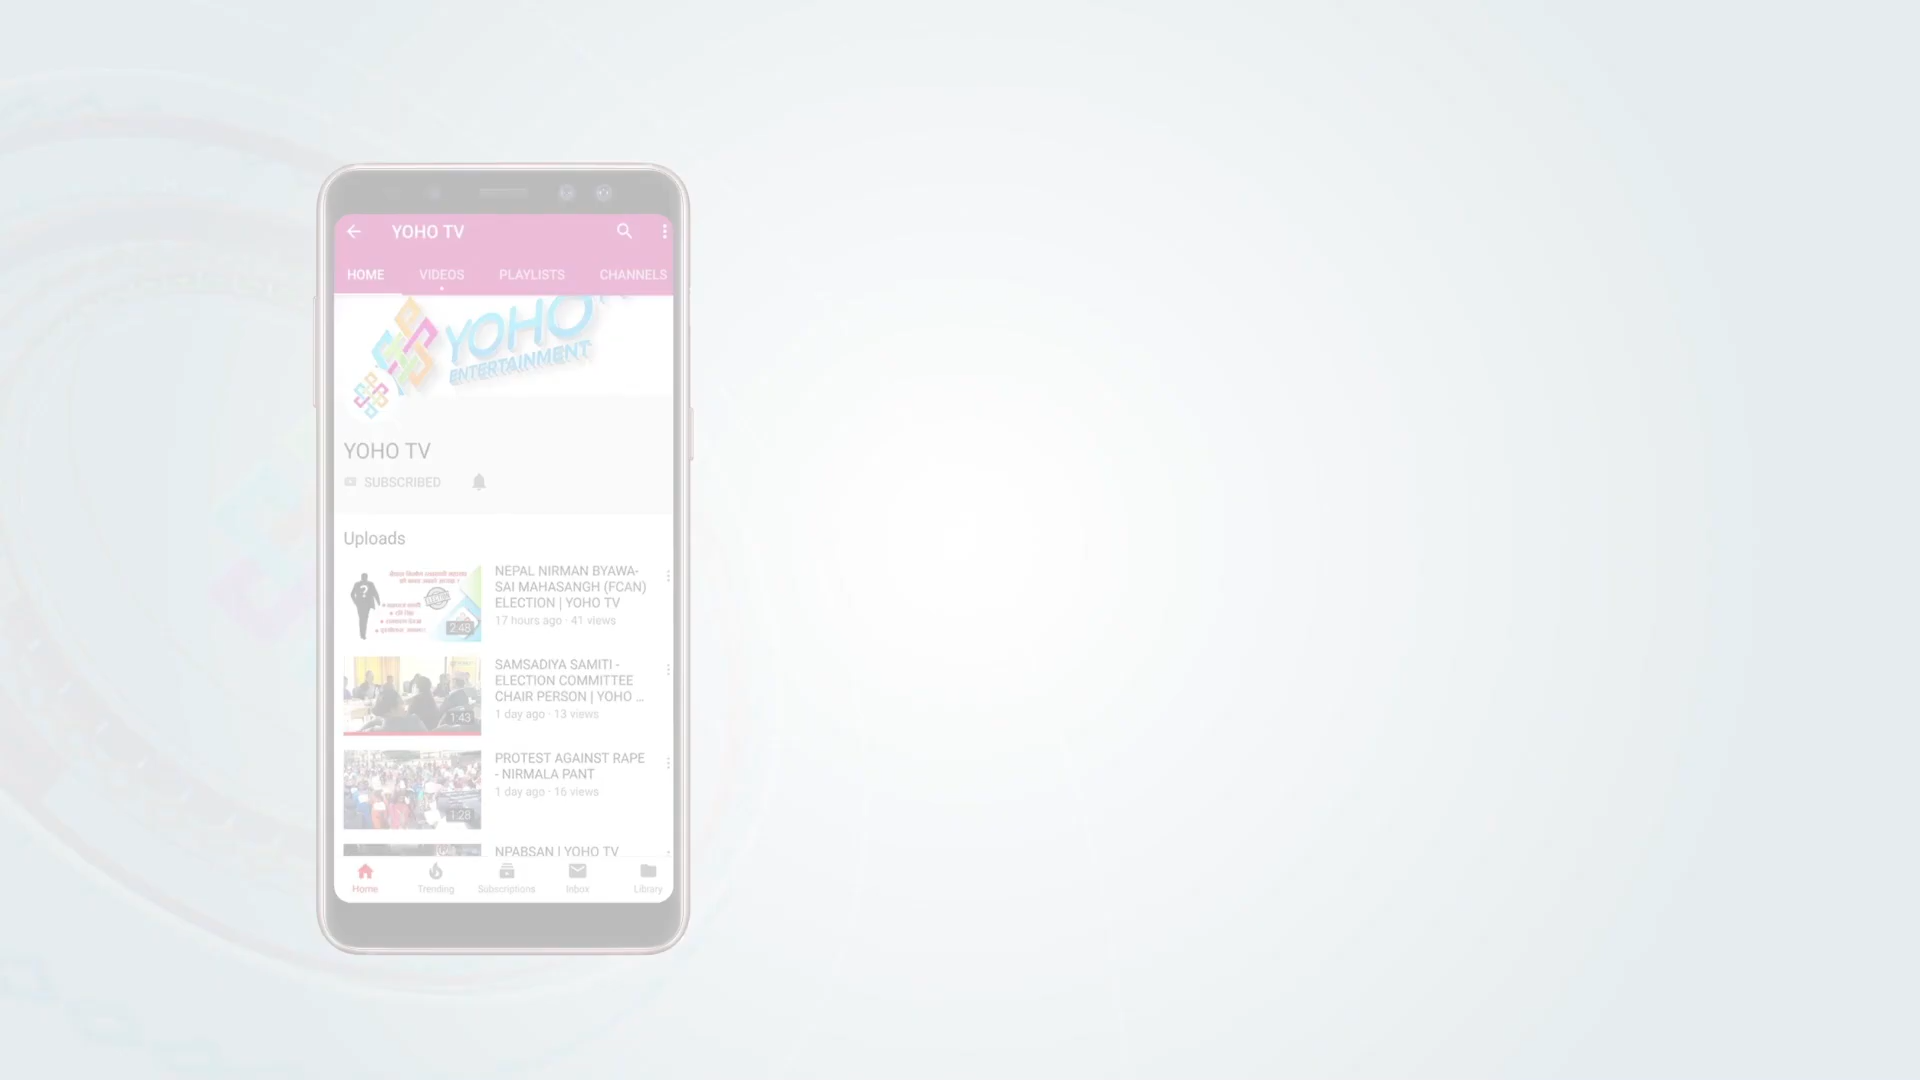 YOHO TV
HOME VIDEOS PLAYLISTS CHANNELS
YOHO
ENTERTAINMENT
YOHO TV
SUBSCRIBED
Uploads
?
2:48
NEPAL NIRMAN BYAWA-
SAI MAHASANGH (FCAN)
ELECTION | YOHO TV
17 hours ago · 41 views
1:43
SAMSADIYA SAMITI -
ELECTION COMMITTEE
CHAIR PERSON | YOHO ...
1 day ago · 13 views
1:28
PROTEST AGAINST RAPE
- NIRMALA PANT
1 day ago · 16 views
NPABSAN | YOHO TV
Home Trending Subscriptions Inbox Library